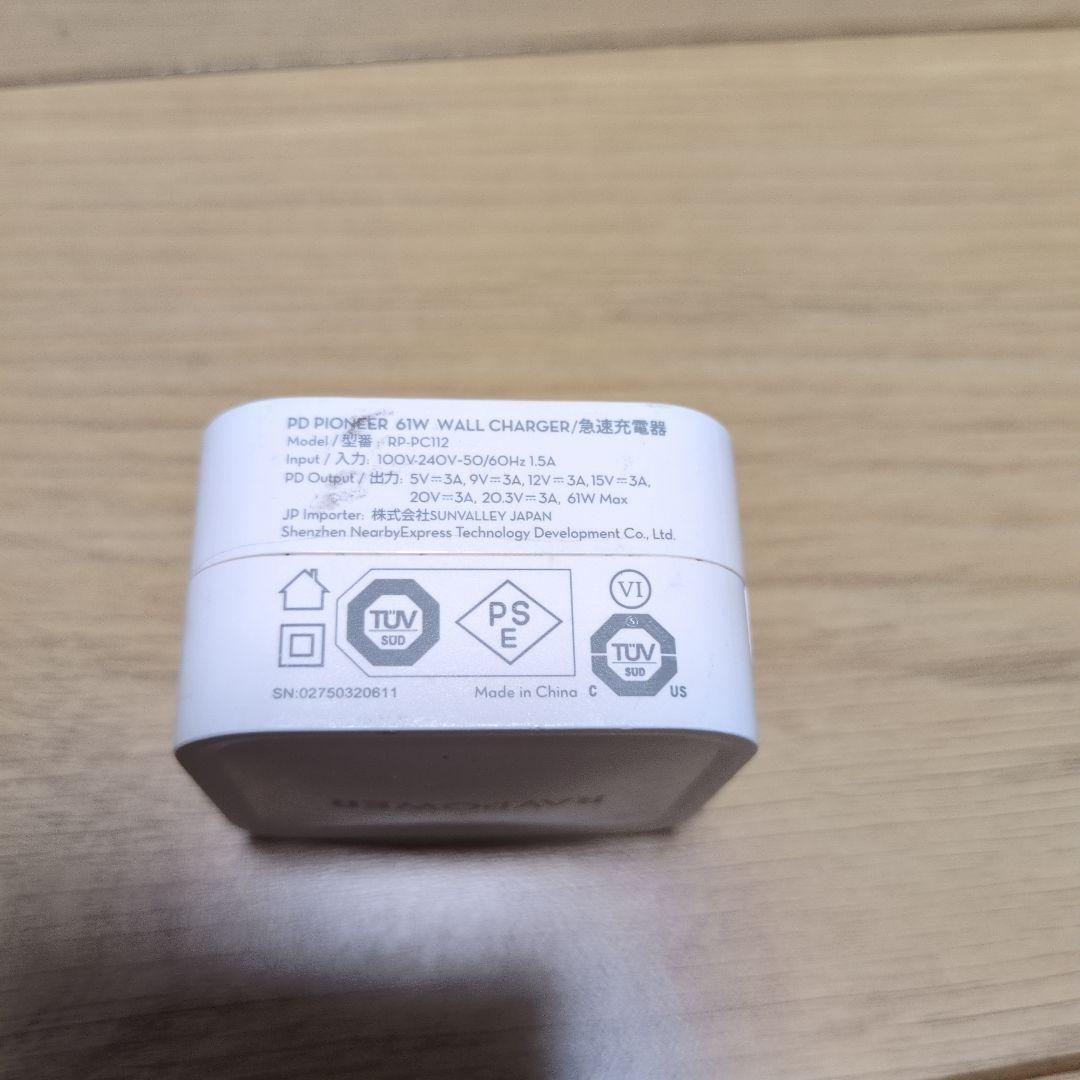 PD PIONEER 61W WALL CHARGER/急速充電器
Model / 型番: RP-PC112
Input / 入力: 100V-240V~50/60Hz 1.5A
PD Output / 出力: 5V⎓3A, 9V⎓3A, 12V⎓3A, 15V⎓3A,
20V⎓3A, 20.3V⎓3A, 61W Max
JP Importer: 株式会社SUNVALLEY JAPAN
Shenzhen NearbyExpress Technology Development Co., Ltd.
TÜV
SÜD
PS
E
VI
TÜV
SÜD
C US
SN:02750320611
Made in China
RAVPOWER